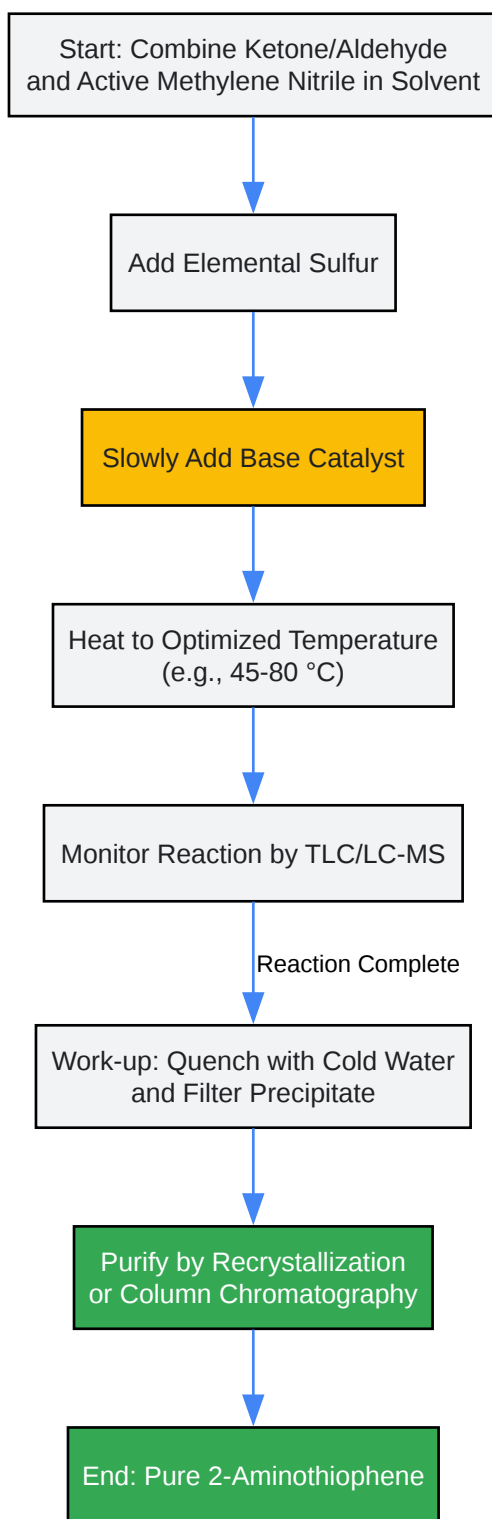 Start: Combine Ketone/Aldehyde
and Active Methylene Nitrile in Solvent
Add Elemental Sulfur
Slowly Add Base Catalyst
Heat to Optimized Temperature
(e.g., 45-80 °C)
Monitor Reaction by TLC/LC-MS
Reaction Complete
Work-up: Quench with Cold Water
and Filter Precipitate
Purify by Recrystallization
or Column Chromatography
End: Pure 2-Aminothiophene